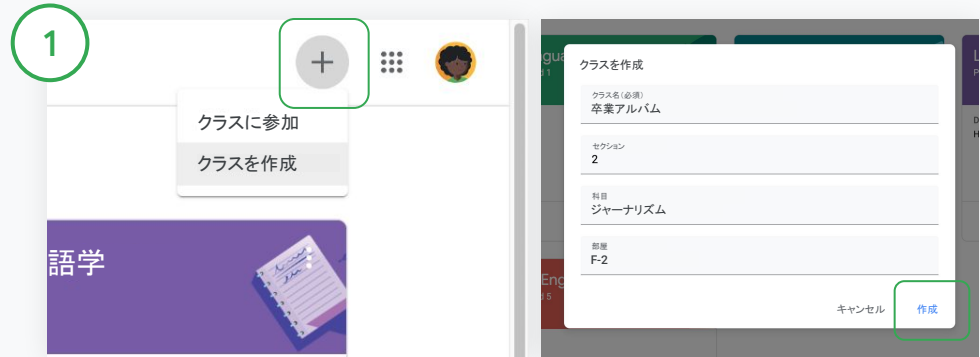 1
クラスに参加
クラスを作成
語学
クラスを作成
クラス名（必須）
卒業アルバム
セクション
2
科目
ジャーナリズム
部屋
F-2
キャンセル
作成